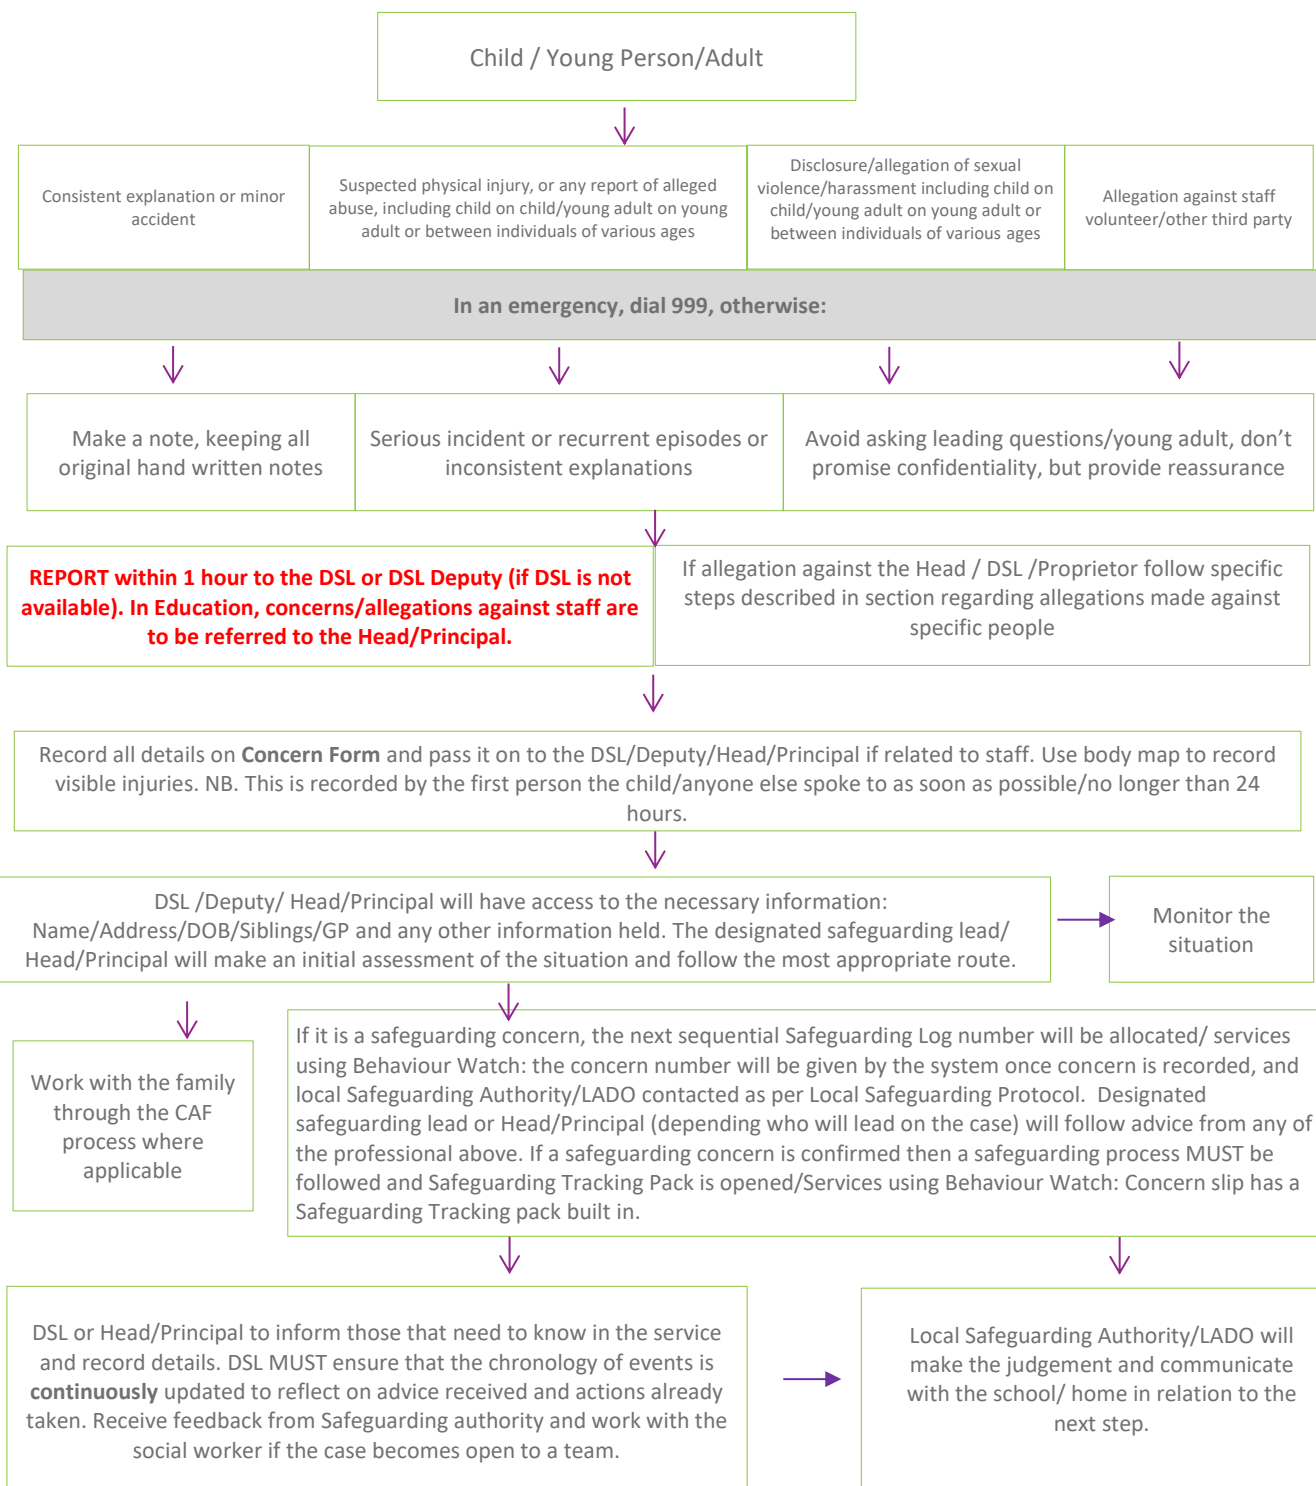 Child / Young Person/Adult
Consistent explanation or minor
accident
Suspected physical injury, or any report of alleged
abuse, including child on child/young adult on young
adult or between individuals of various ages
Disclosure/allegation of sexual
violence/harassment including child on
child/young adult on young adult or
between individuals of various ages
Allegation against staff
volunteer/other third party
In an emergency, dial 999, otherwise:
Make a note, keeping all
original hand written notes
Serious incident or recurrent episodes or
inconsistent explanations
Avoid asking leading questions/young adult, don’t
promise confidentiality, but provide reassurance
REPORT within 1 hour to the DSL or DSL Deputy (if DSL is not
available). In Education, concerns/allegations against staff are
to be referred to the Head/Principal.
If allegation against the Head / DSL /Proprietor follow specific
steps described in section regarding allegations made against
specific people
Record all details on Concern Form and pass it on to the DSL/Deputy/Head/Principal if related to staff. Use body map to record
visible injuries. NB. This is recorded by the first person the child/anyone else spoke to as soon as possible/no longer than 24
hours.
DSL /Deputy/ Head/Principal will have access to the necessary information:
Name/Address/DOB/Siblings/GP and any other information held. The designated safeguarding lead/
Head/Principal will make an initial assessment of the situation and follow the most appropriate route.
Monitor the
situation
Work with the family
through the CAF
process where
applicable
If it is a safeguarding concern, the next sequential Safeguarding Log number will be allocated/ services
using Behaviour Watch: the concern number will be given by the system once concern is recorded, and
local Safeguarding Authority/LADO contacted as per Local Safeguarding Protocol.  Designated
safeguarding lead or Head/Principal (depending who will lead on the case) will follow advice from any of
the professional above. If a safeguarding concern is confirmed then a safeguarding process MUST be
followed and Safeguarding Tracking Pack is opened/Services using Behaviour Watch: Concern slip has a
Safeguarding Tracking pack built in.
DSL or Head/Principal to inform those that need to know in the service
and record details. DSL MUST ensure that the chronology of events is
continuously updated to reflect on advice received and actions already
taken. Receive feedback from Safeguarding authority and work with the
social worker if the case becomes open to a team.
Local Safeguarding Authority/LADO will
make the judgement and communicate
with the school/ home in relation to the
next step.